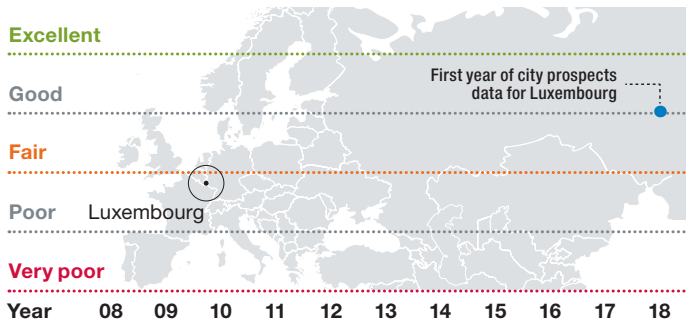 Excellent
First year of city prospects
data for Luxembourg
Good
Fair
Poor
Luxembourg
Very poor
Year 08 09 10 11 12 13 14 15 16 17 18